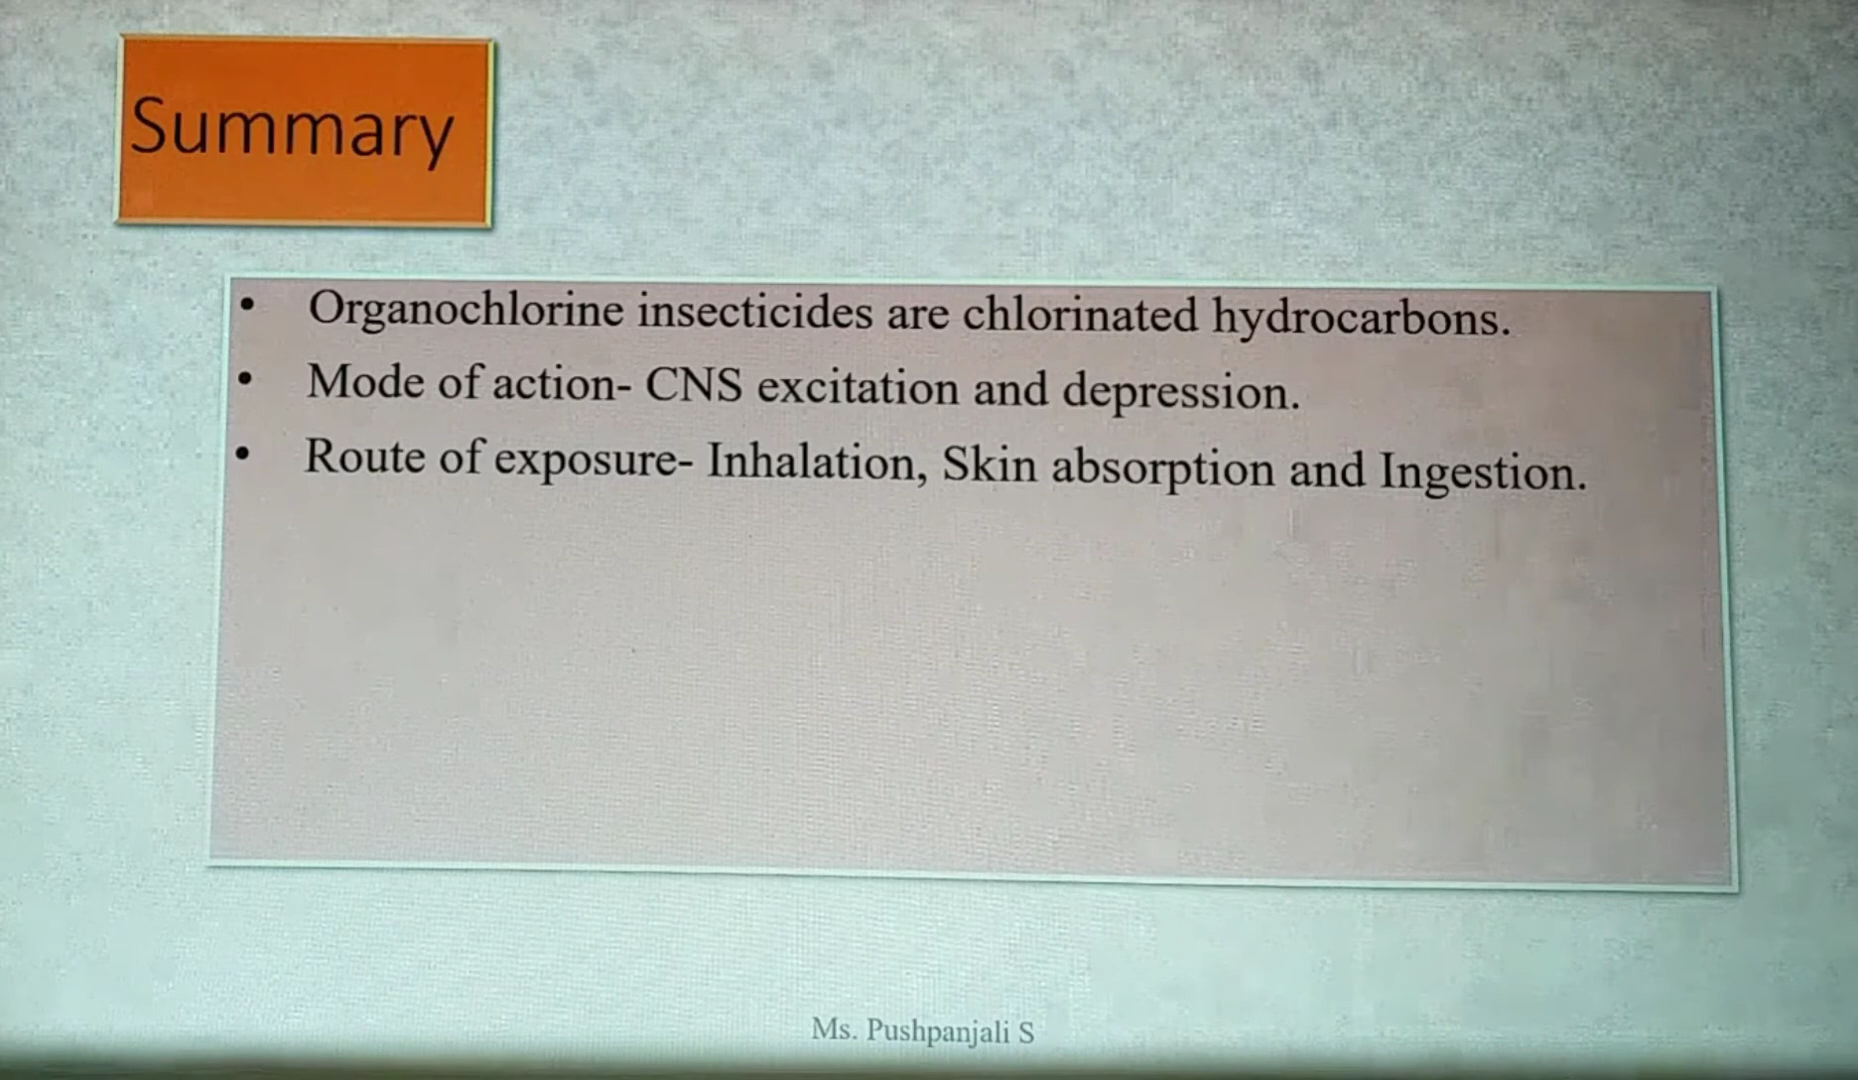 Summary
• Organochlorine insecticides are chlorinated hydrocarbons.
• Mode of action- CNS excitation and depression.
• Route of exposure- Inhalation, Skin absorption and Ingestion.
Ms. Pushpanjali S